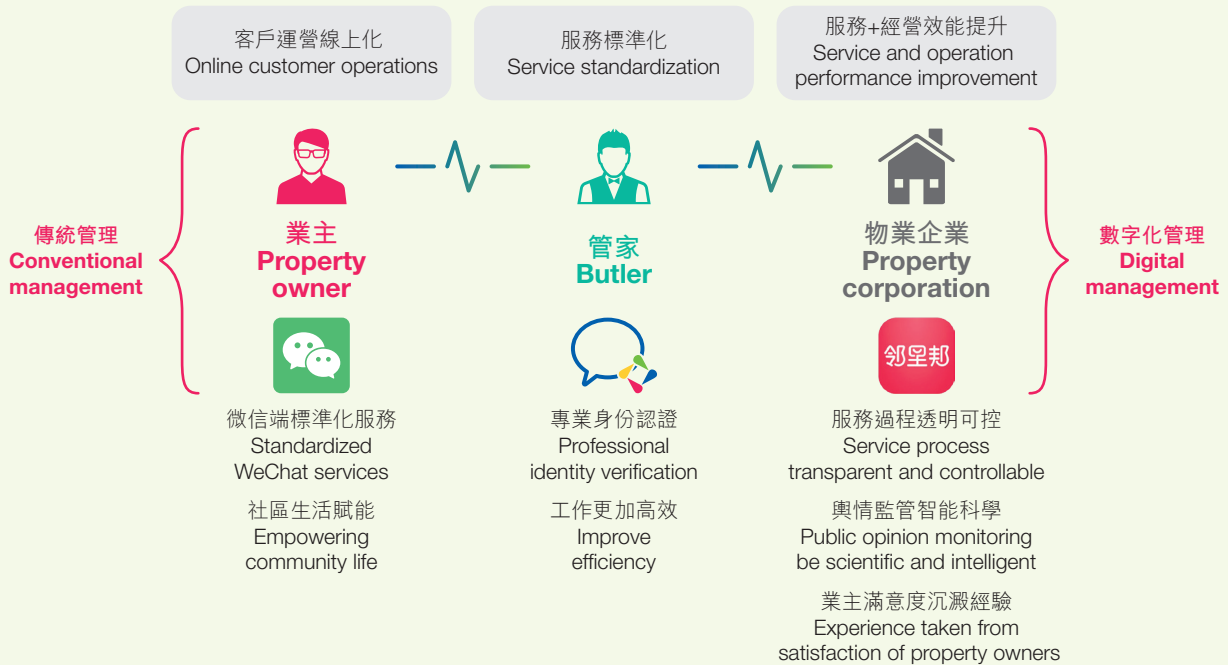 客戶運營線上化
Online customer operations
服務標準化
Service standardization
服務+經營效能提升
Service and operation
performance improvement
傳統管理
Conventional
management
業主
Property
owner
管家
Butler
物業企業
Property
corporation
數字化管理
Digital
management
邻里邦
微信端標準化服務
Standardized
WeChat services
社區生活賦能
Empowering
community life
專業身份認證
Professional
identity verification
工作更加高效
Improve
efficiency
服務過程透明可控
Service process
transparent and controllable
輿情監管智能科學
Public opinion monitoring
be scientific and intelligent
業主滿意度沉澱經驗
Experience taken from
satisfaction of property owners